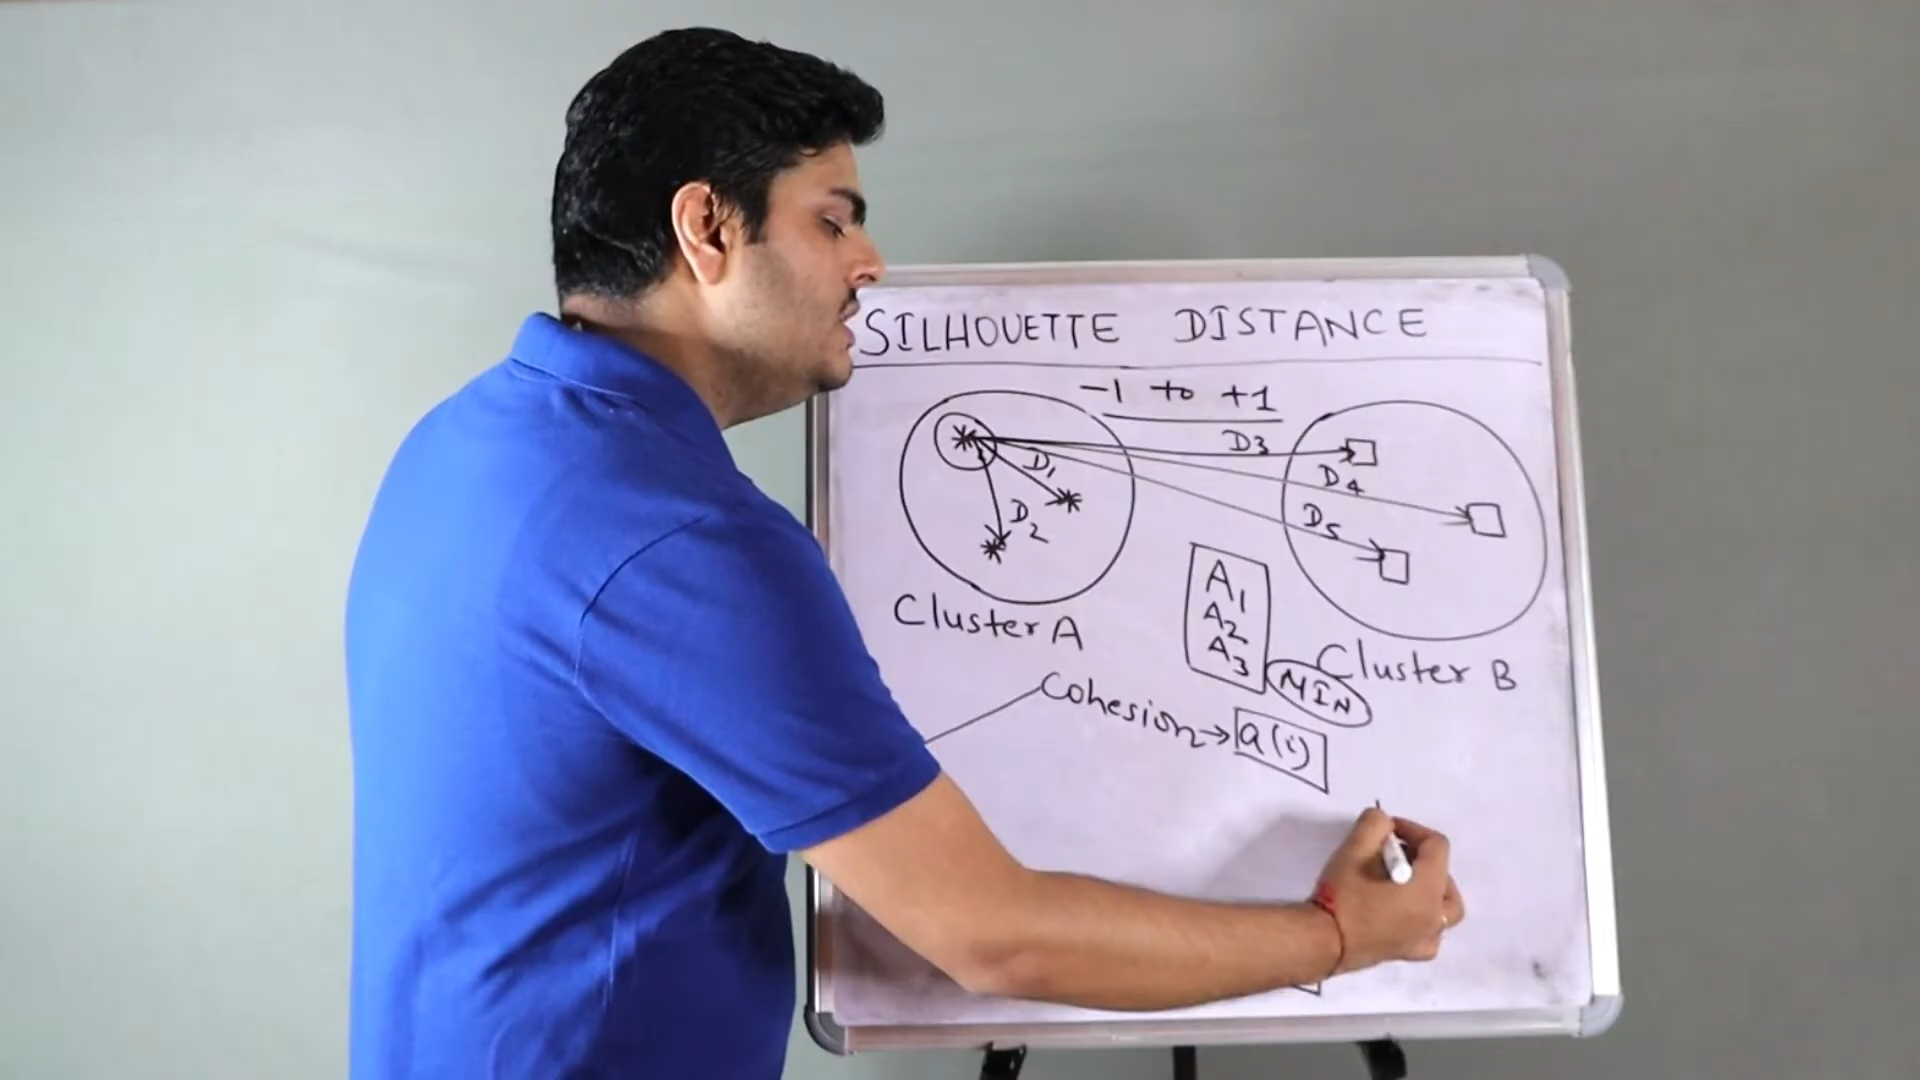 SILHOUETTE DISTANCE
-1 to +1
D3
D1
D4
D2
D5
A1
A2
A3
Cluster A
Cluster B
MIN
Cohesion → a(i)